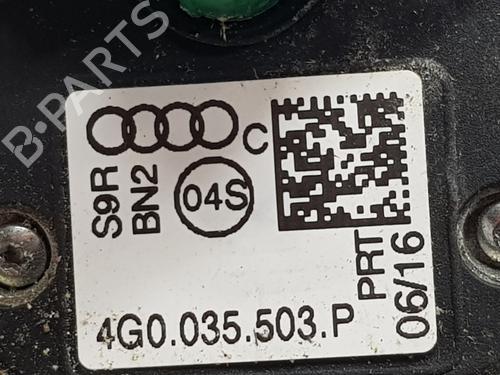 B-PARTS
C
S9R
BN2
04S
PRT
06/16
4G0.035.503.P